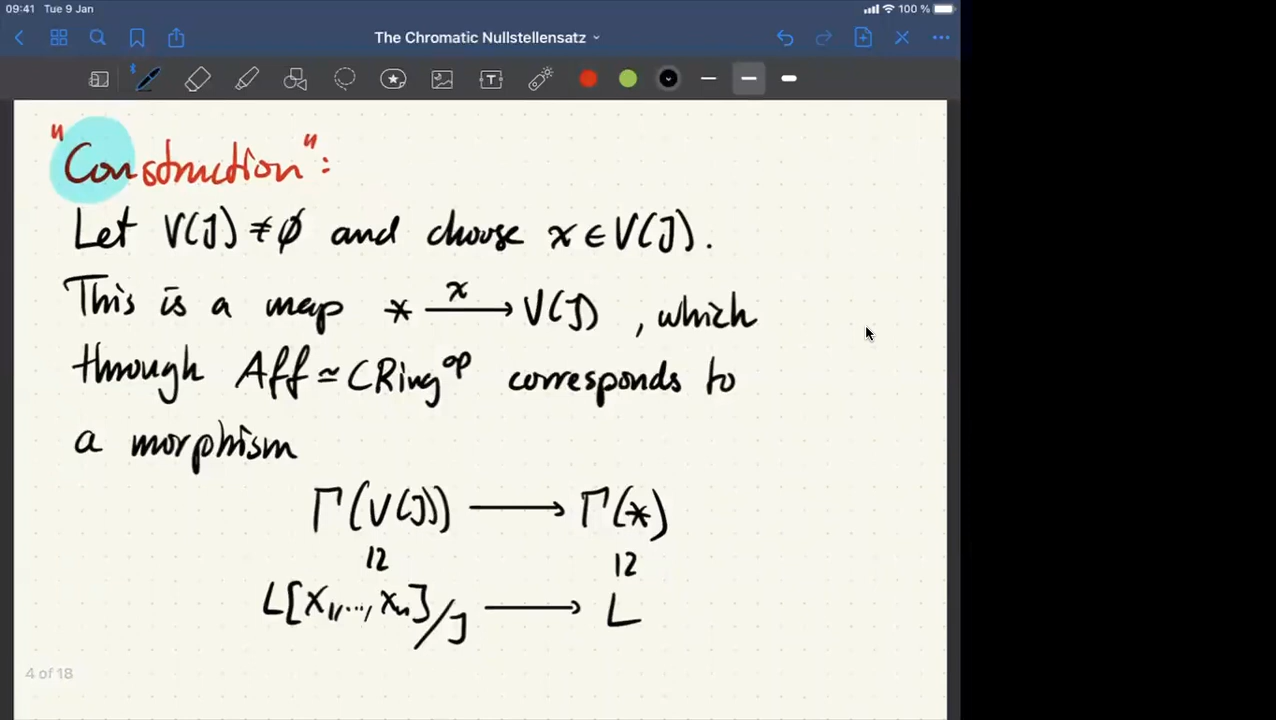 09:41 Tue 9 Jan 100 %
The Chromatic Nullstellensatz
"Construction":
Let V(J) ≠ ∅ and choose x ∈ V(J).
This is a map * —x→ V(J), which
through Aff ≃ CRing^op corresponds to
a morphism
Γ(V(J)) ⟶ Γ(*)
≀≀ ≀≀
L[X₁,...,Xₙ]/J ⟶ L
4 of 18